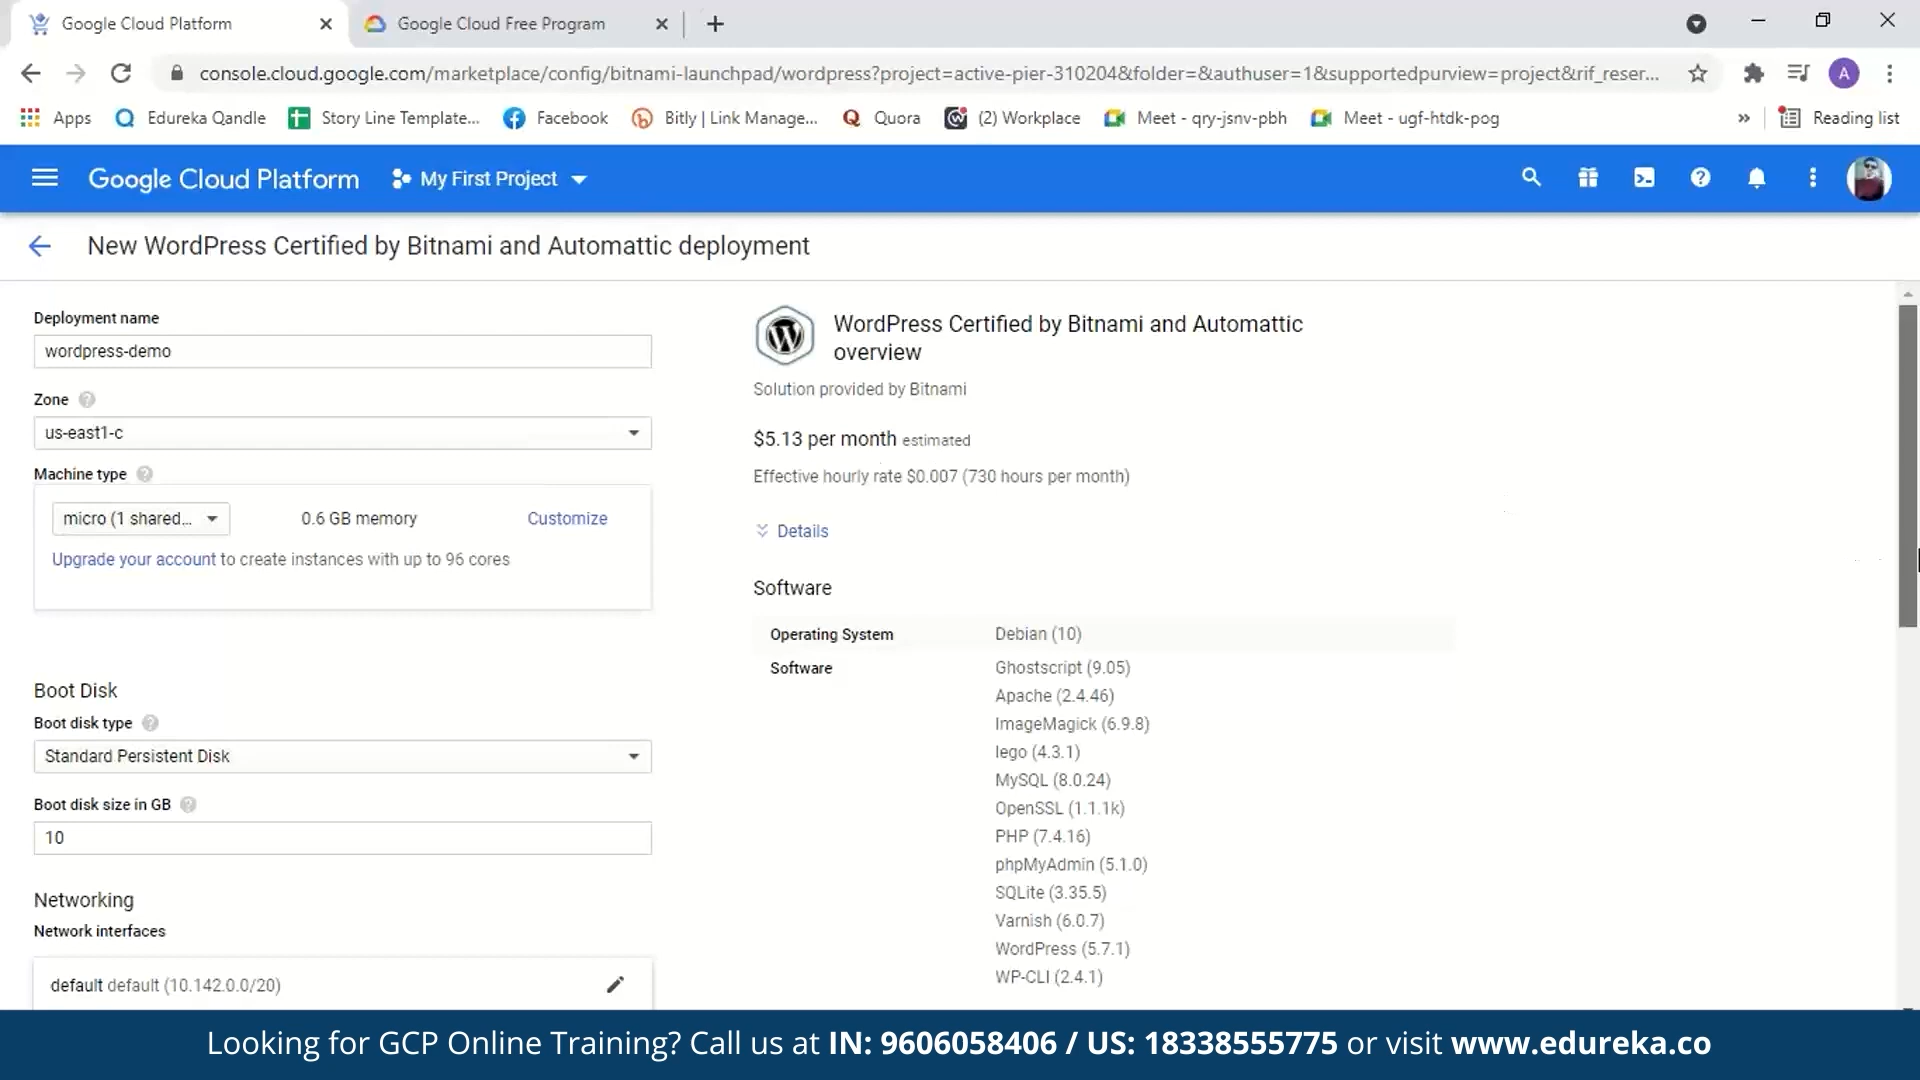 Google Cloud Platform
Google Cloud Free Program
console.cloud.google.com/marketplace/config/bitnami-launchpad/wordpress?project=active-pier-310204&folder=&authuser=1&supportedpurview=project&rif_reser...
A
Apps
Edureka Qandle
Story Line Template...
Facebook
Bitly | Link Manage...
Quora
(2) Workplace
Meet - qry-jsnv-pbh
Meet - ugf-htdk-pog
»
Reading list
Google Cloud Platform
My First Project
New WordPress Certified by Bitnami and Automattic deployment
Deployment name
wordpress-demo
Zone
us-east1-c
Machine type
micro (1 shared...
0.6 GB memory
Customize
Upgrade your account to create instances with up to 96 cores
Boot Disk
Boot disk type
Standard Persistent Disk
Boot disk size in GB
10
Networking
Network interfaces
default default (10.142.0.0/20)
WordPress Certified by Bitnami and Automattic
overview
Solution provided by Bitnami
$5.13 per month estimated
Effective hourly rate $0.007 (730 hours per month)
Details
Software
Operating System Debian (10)
Software Ghostscript (9.05)
Apache (2.4.46)
ImageMagick (6.9.8)
lego (4.3.1)
MySQL (8.0.24)
OpenSSL (1.1.1k)
PHP (7.4.16)
phpMyAdmin (5.1.0)
SQLite (3.35.5)
Varnish (6.0.7)
WordPress (5.7.1)
WP-CLI (2.4.1)
Looking for GCP Online Training? Call us at IN: 9606058406 / US: 18338555775 or visit www.edureka.co